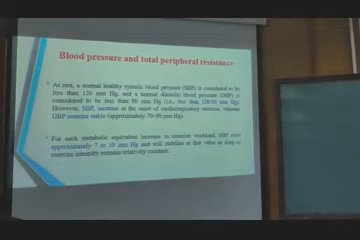 Blood pressure and total peripheral resistance
At rest, a normal healthy systolic blood pressure (SBP) is considered to be
less than 120 mm Hg, and a normal diastolic blood pressure (DBP) is
considered to be less than 80 mm Hg (i.e., less than 120/80 mm Hg).
However, SBP, increase at the onset of cardiorespiratory exercise, whereas
DBP remains stable (approximately 70-80 mm Hg).
For each metabolic equivalent increase in exercise workload, SBP rises
approximately 7 to 10 mm Hg and will stabilize at that value as long as
exercise intensity remains relatively constant.